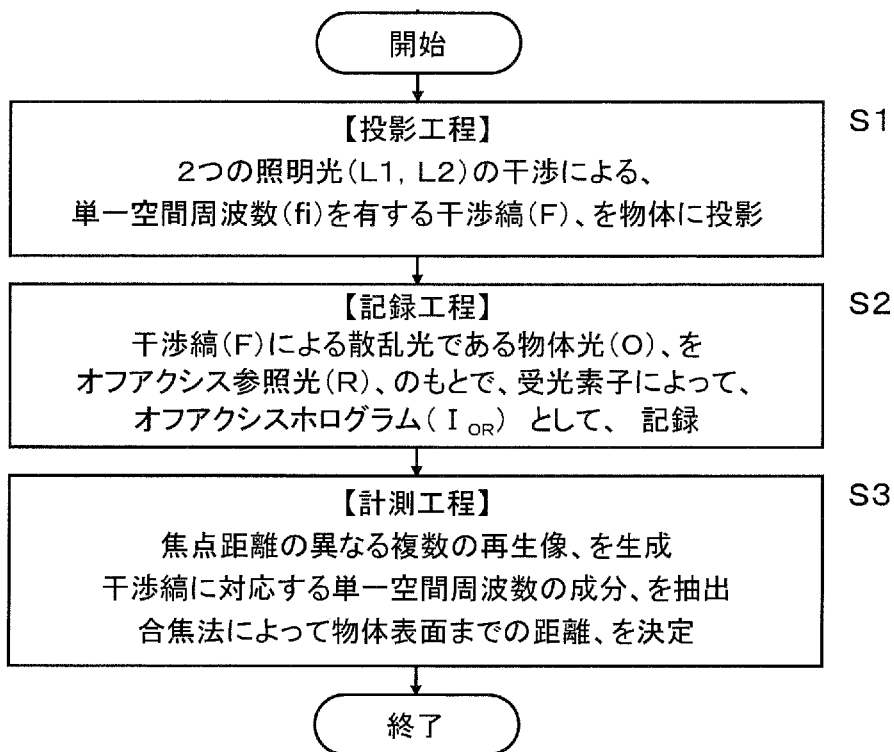 開始
S1
【投影工程】
2つの照明光(L1, L2)の干渉による、
単一空間周波数(fi)を有する干渉縞(F)、を物体に投影
S2
【記録工程】
干渉縞(F)による散乱光である物体光(O)、を
オフアクシス参照光(R)、のもとで、受光素子によって、
オフアクシスホログラム(IOR) として、 記録
S3
【計測工程】
焦点距離の異なる複数の再生像、を生成
干渉縞に対応する単一空間周波数の成分、を抽出
合焦法によって物体表面までの距離、を決定
終了